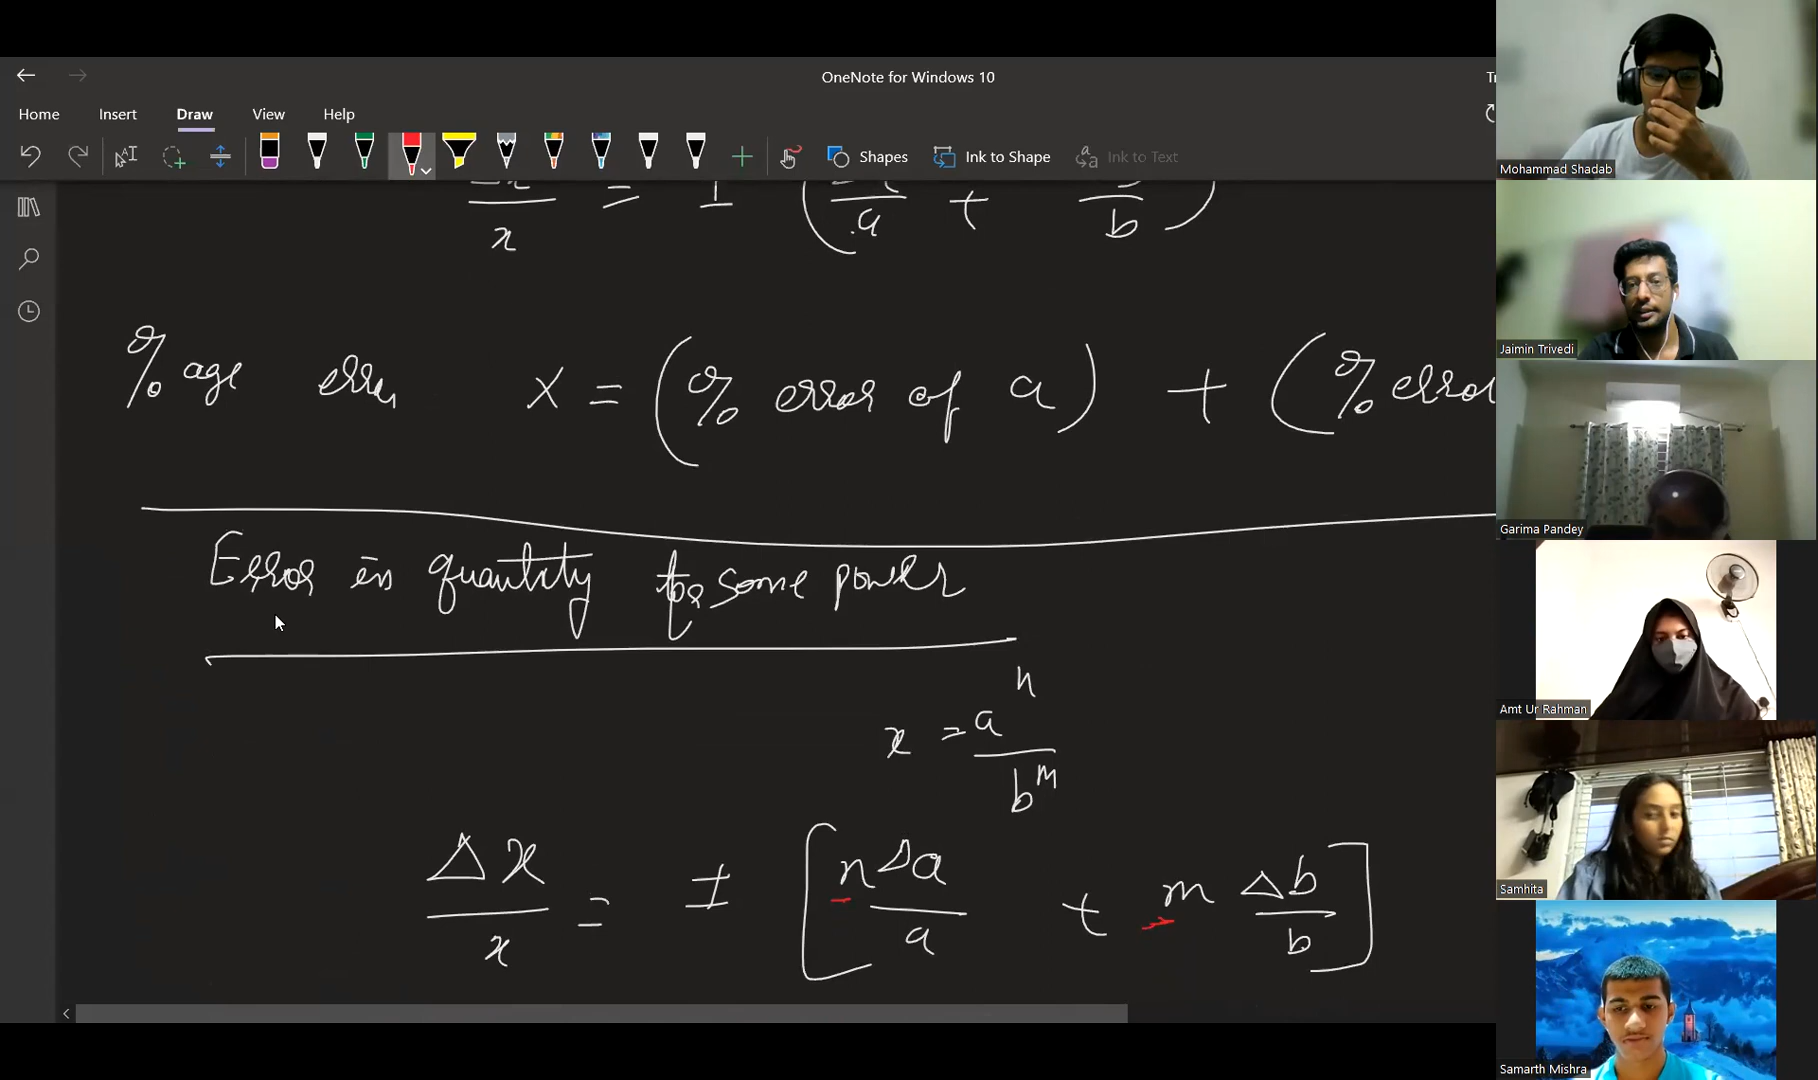 OneNote for Windows 10
Home Insert Draw View Help
Shapes Ink to Shape Ink to Text
x = ± ( a + b )
%age error x = (% error of a) + (% error
Error in quantity for some power
x = a^n / b^m
Δx / x = ± [ n Δa / a + m Δb / b ]
Mohammad Shadab
Jaimin Trivedi
Garima Pandey
Amt Ur Rahman
Samhita
Samarth Mishra